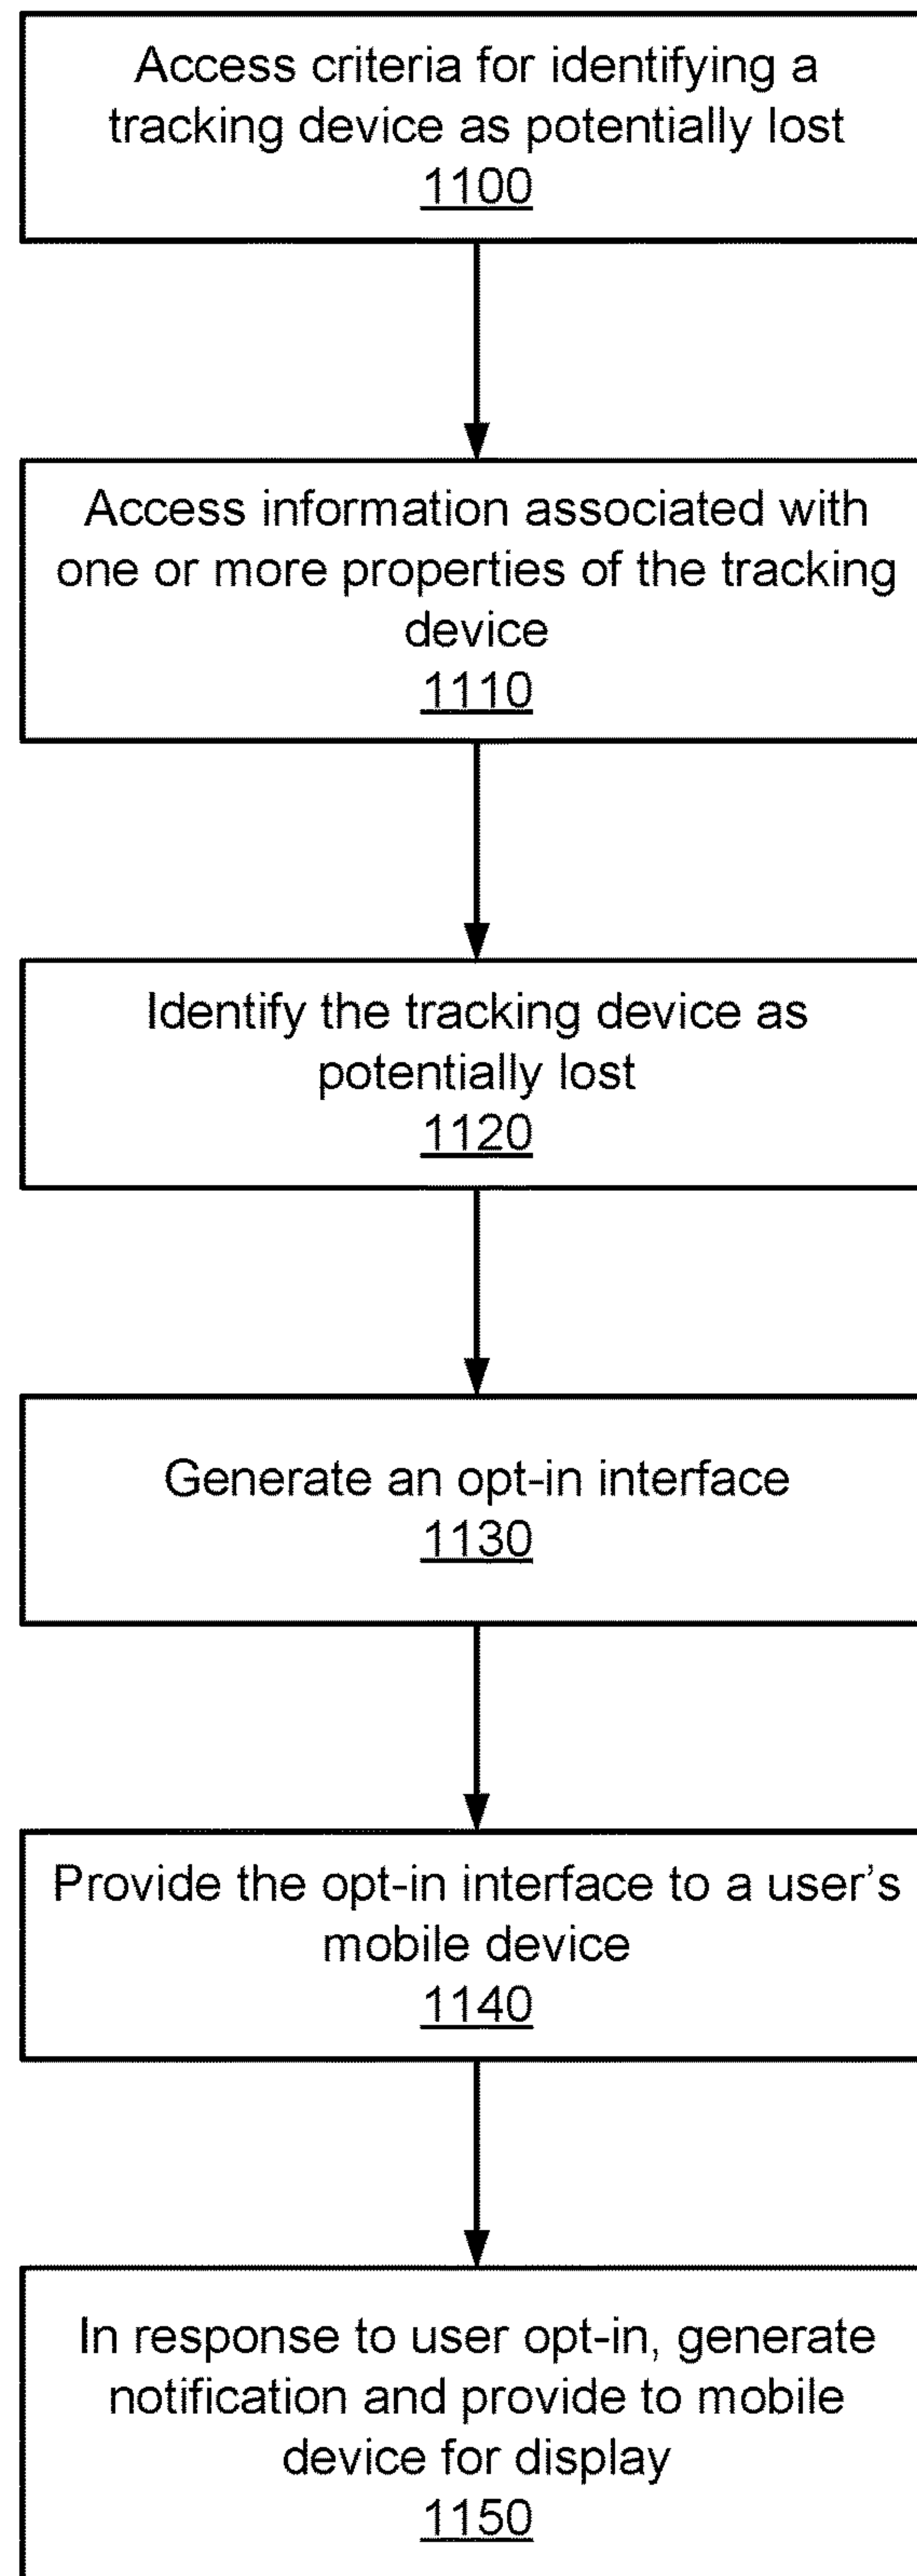 Access criteria for identifying a
tracking device as potentially lost
1100
Access information associated with
one or more properties of the tracking
device
1110
Identify the tracking device as
potentially lost
1120
Generate an opt-in interface
1130
Provide the opt-in interface to a user's
mobile device
1140
In response to user opt-in, generate
notification and provide to mobile
device for display
1150